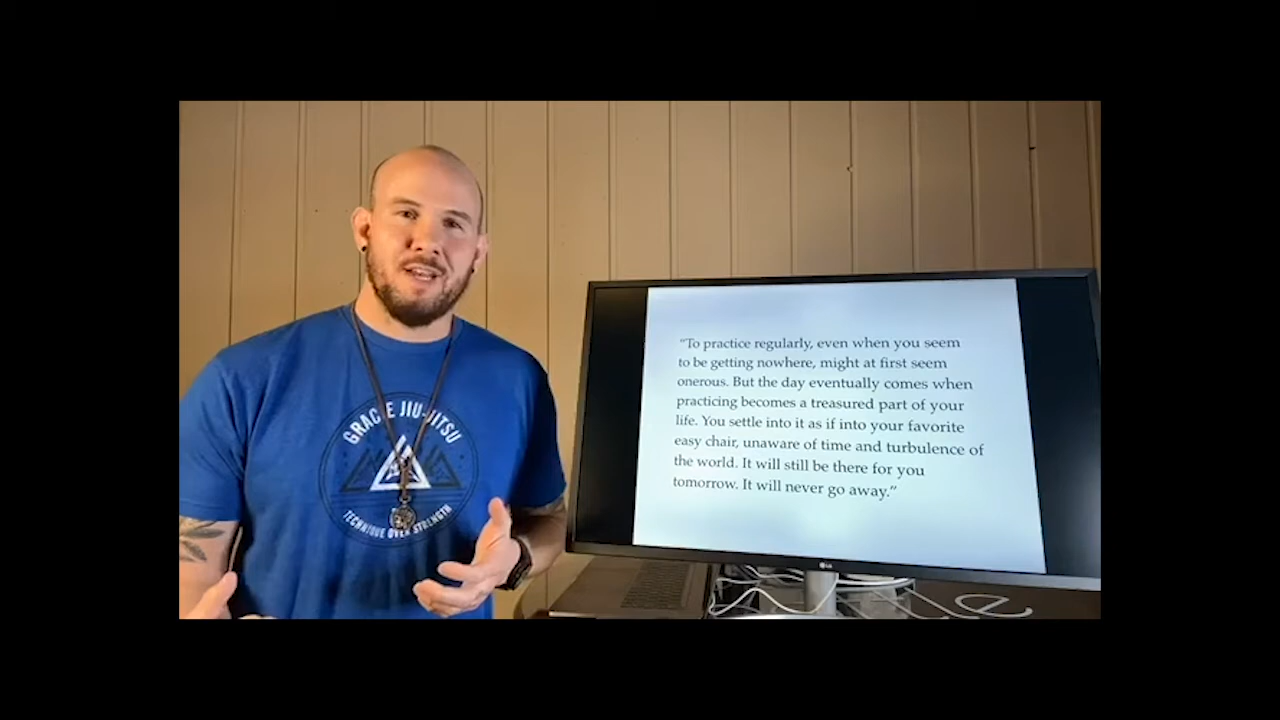 GRACIE JIU-JITSU
TECHNIQUE OVER STRENGTH
“To practice regularly, even when you seem
to be getting nowhere, might at first seem
onerous. But the day eventually comes when
practicing becomes a treasured part of your
life. You settle into it as if into your favorite
easy chair, unaware of time and turbulence of
the world. It will still be there for you
tomorrow. It will never go away.”
LG